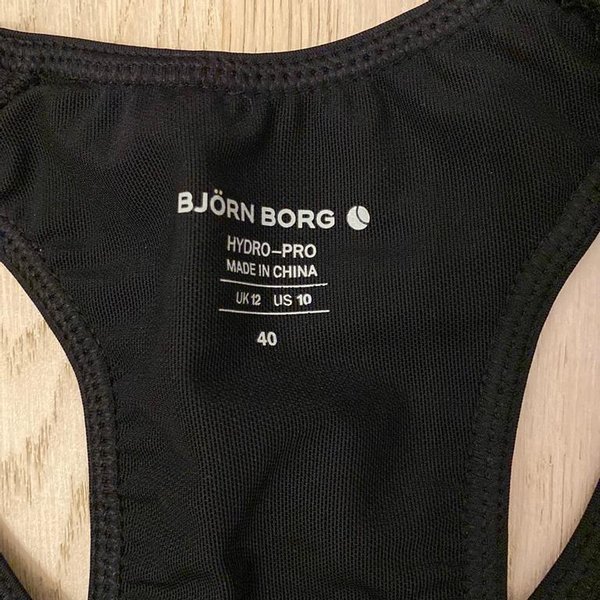 BJÖRN BORG
HYDRO-PRO
MADE IN CHINA
UK 12 US 10
40